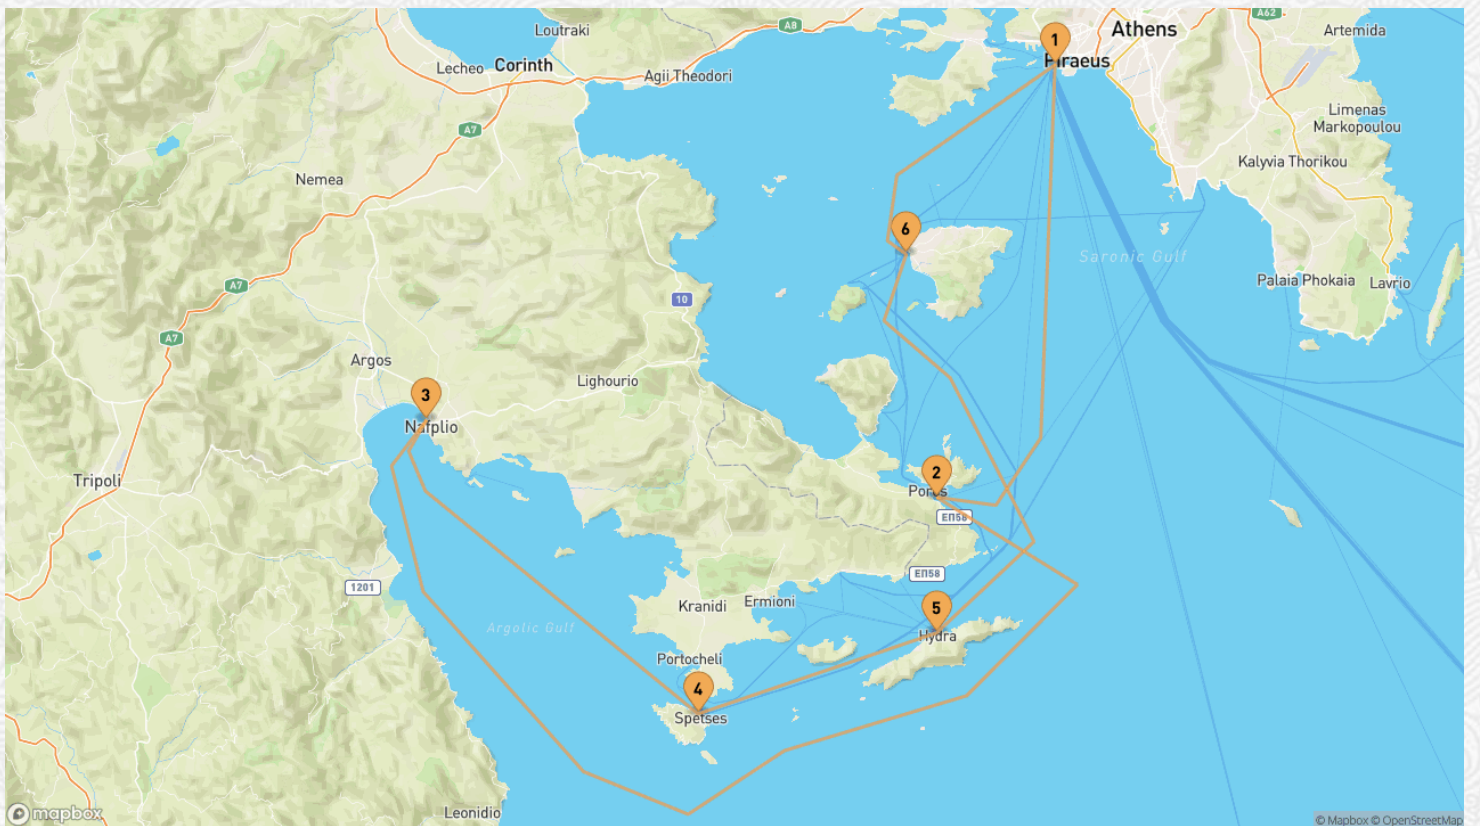 Loutraki
A8
Athens
A62
Artemida
1
Lecheo
Corinth
Agii Theodori
Piraeus
Limenas
Markopoulou
A7
Kalyvia Thorikou
Nemea
6
Saronic Gulf
A7
10
Palaia Phokaia
Lavrio
A7
Argos
Lighourio
3
Nafplio
Tripoli
2
Poros
ΕΠ58
1201
ΕΠ58
Kranidi
Ermioni
5
Argolic Gulf
Hydra
Portocheli
4
Spetses
Leonidio
mapbox
© Mapbox © OpenStreetMap